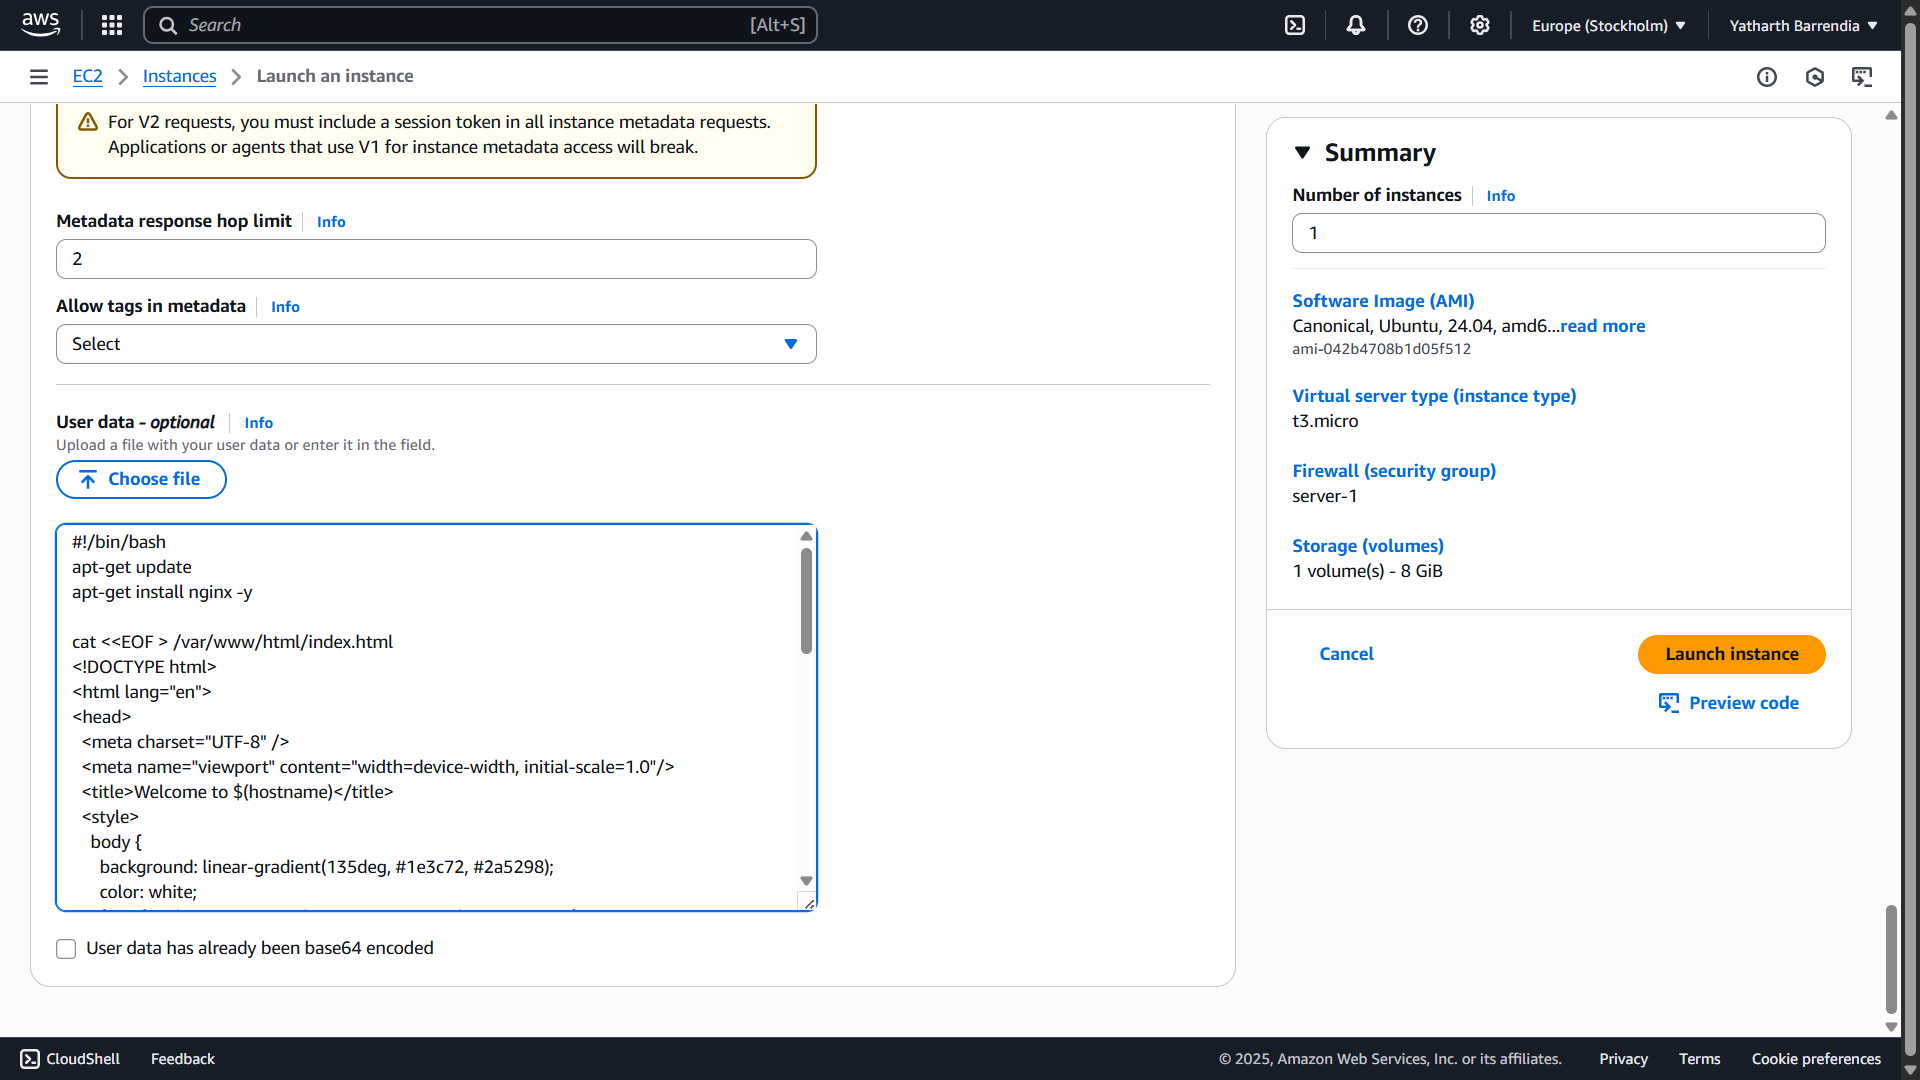 aws
Search
[Alt+S]
Europe (Stockholm)
Yatharth Barrendia
EC2
Instances
Launch an instance
For V2 requests, you must include a session token in all instance metadata requests.
Applications or agents that use V1 for instance metadata access will break.
Metadata response hop limit
Info
2
Allow tags in metadata
Info
Select
User data - optional
Info
Upload a file with your user data or enter it in the field.
Choose file
#!/bin/bash
apt-get update
apt-get install nginx -y
cat <<EOF > /var/www/html/index.html
<!DOCTYPE html>
<html lang="en">
<head>
<meta charset="UTF-8" />
<meta name="viewport" content="width=device-width, initial-scale=1.0"/>
<title>Welcome to $(hostname)</title>
<style>
body {
background: linear-gradient(135deg, #1e3c72, #2a5298);
color: white;
User data has already been base64 encoded
Summary
Number of instances
Info
1
Software Image (AMI)
Canonical, Ubuntu, 24.04, amd6...read more
ami-042b4708b1d05f512
Virtual server type (instance type)
t3.micro
Firewall (security group)
server-1
Storage (volumes)
1 volume(s) - 8 GiB
Cancel
Launch instance
Preview code
CloudShell
Feedback
© 2025, Amazon Web Services, Inc. or its affiliates.
Privacy
Terms
Cookie preferences